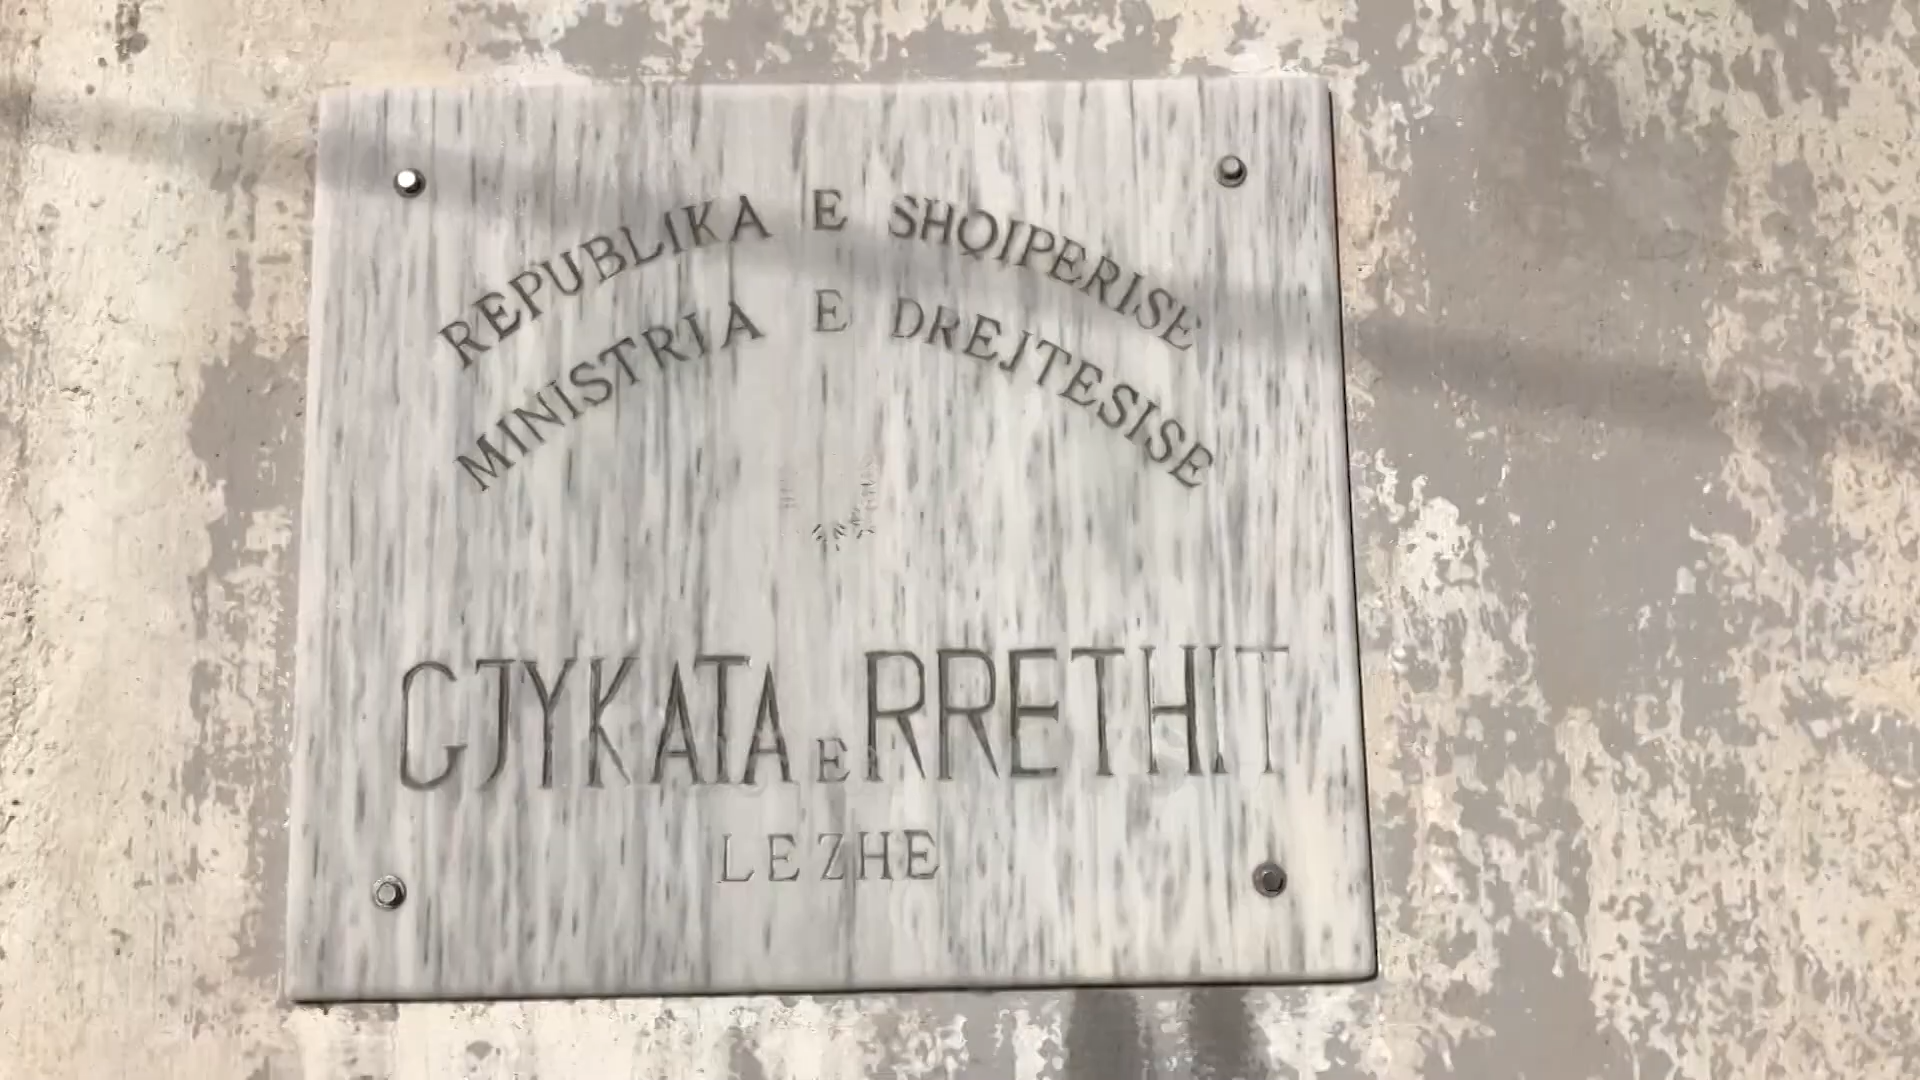 REPUBLIKA E SHQIPERISE
MINISTRIA E DREJTESISE
GJYKATA E RRETHIT
LEZHE